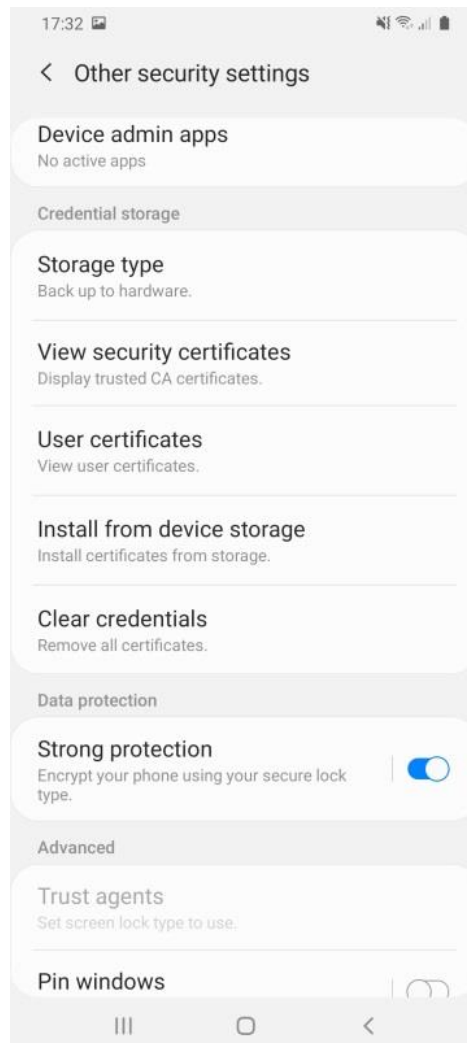 17:32
Other security settings
Device admin apps
No active apps
Credential storage
Storage type
Back up to hardware.
View security certificates
Display trusted CA certificates.
User certificates
View user certificates.
Install from device storage
Install certificates from storage.
Clear credentials
Remove all certificates.
Data protection
Strong protection
Encrypt your phone using your secure lock
type.
Advanced
Trust agents
Set screen lock type to use.
Pin windows